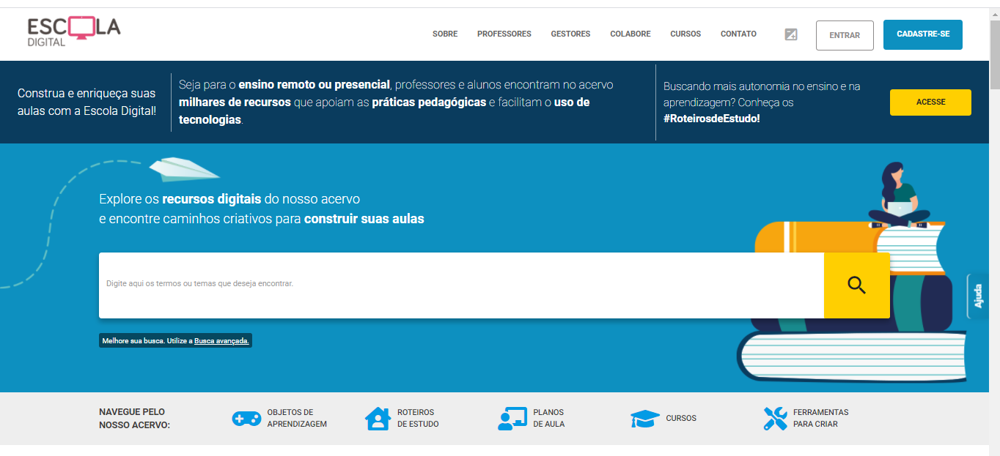 ESCOLA
DIGITAL
SOBRE
PROFESSORES
GESTORES
COLABORE
CURSOS
CONTATO
ENTRAR
CADASTRE-SE
Construa e enriqueça suas
aulas com a Escola Digital!
Seja para o ensino remoto ou presencial, professores e alunos encontram no acervo
milhares de recursos que apoiam as práticas pedagógicas e facilitam o uso de
tecnologias.
Buscando mais autonomia no ensino e na
aprendizagem? Conheça os
#RoteirosdeEstudo!
ACESSE
Explore os recursos digitais do nosso acervo
e encontre caminhos criativos para construir suas aulas
Digite aqui os termos ou temas que deseja encontrar.
Ajuda
Melhore sua busca. Utilize a Busca avançada.
NAVEGUE PELO
NOSSO ACERVO:
OBJETOS DE
APRENDIZAGEM
ROTEIROS
DE ESTUDO
PLANOS
DE AULA
CURSOS
FERRAMENTAS
PARA CRIAR